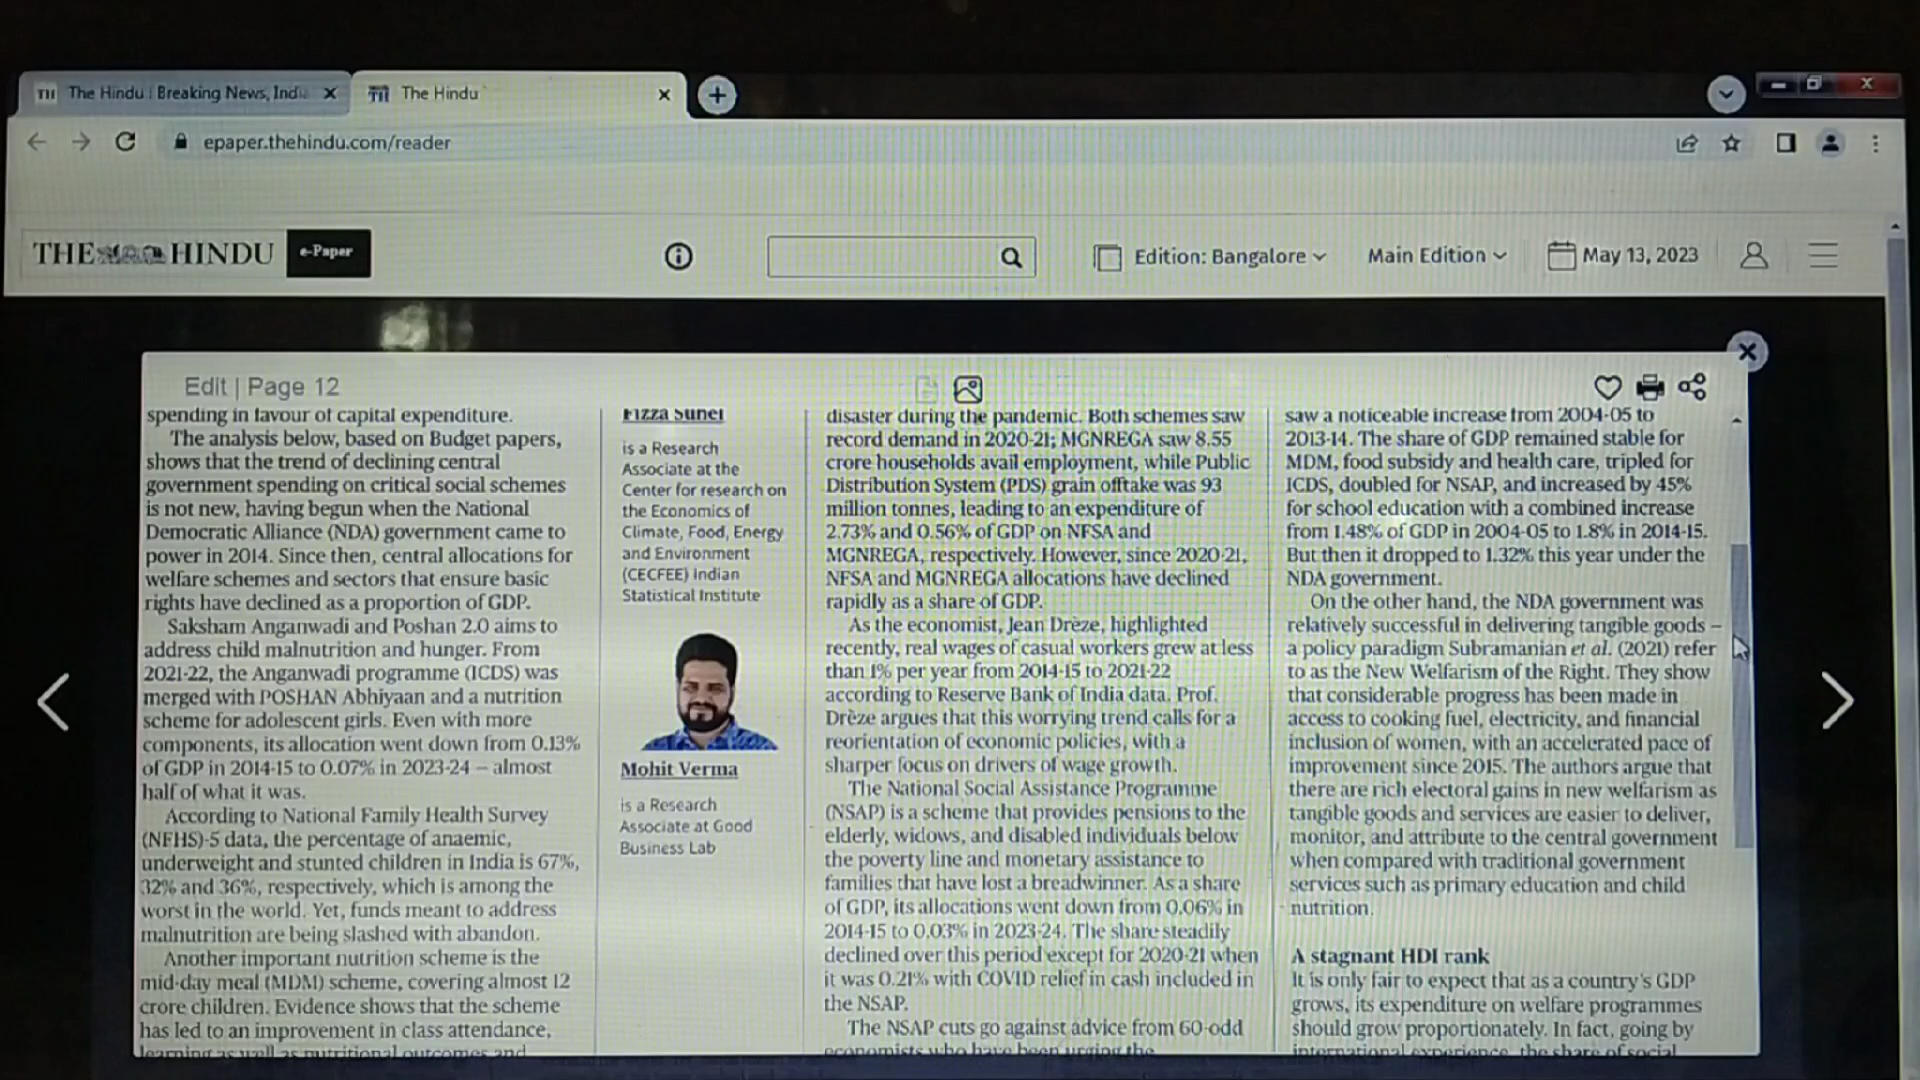 The Hindu : Breaking News, India
The Hindu
epaper.thehindu.com/reader
THE HINDU
e-Paper
Edition: Bangalore
Main Edition
May 13, 2023
Edit | Page 12
spending in favour of capital expenditure.
The analysis below, based on Budget papers,
shows that the trend of declining central
government spending on critical social schemes
is not new, having begun when the National
Democratic Alliance (NDA) government came to
power in 2014. Since then, central allocations for
welfare schemes and sectors that ensure basic
rights have declined as a proportion of GDP.
Saksham Anganwadi and Poshan 2.0 aims to
address child malnutrition and hunger. From
2021-22, the Anganwadi programme (ICDS) was
merged with POSHAN Abhiyaan and a nutrition
scheme for adolescent girls. Even with more
components, its allocation went down from 0.13%
of GDP in 2014-15 to 0.07% in 2023-24 – almost
half of what it was.
According to National Family Health Survey
(NFHS)-5 data, the percentage of anaemic,
underweight and stunted children in India is 67%,
32% and 36%, respectively, which is among the
worst in the world. Yet, funds meant to address
malnutrition are being slashed with abandon.
Another important nutrition scheme is the
mid-day meal (MDM) scheme, covering almost 12
crore children. Evidence shows that the scheme
has led to an improvement in class attendance,
learning as well as nutritional outcomes and
Fizza Suhel
is a Research
Associate at the
Center for research on
the Economics of
Climate, Food, Energy
and Environment
(CECFEE) Indian
Statistical Institute
Mohit Verma
is a Research
Associate at Good
Business Lab
disaster during the pandemic. Both schemes saw
record demand in 2020-21; MGNREGA saw 8.55
crore households avail employment, while Public
Distribution System (PDS) grain offtake was 93
million tonnes, leading to an expenditure of
2.73% and 0.56% of GDP on NFSA and
MGNREGA, respectively. However, since 2020-21,
NFSA and MGNREGA allocations have declined
rapidly as a share of GDP.
As the economist, Jean Drèze, highlighted
recently, real wages of casual workers grew at less
than 1% per year from 2014-15 to 2021-22
according to Reserve Bank of India data. Prof.
Drèze argues that this worrying trend calls for a
reorientation of economic policies, with a
sharper focus on drivers of wage growth.
The National Social Assistance Programme
(NSAP) is a scheme that provides pensions to the
elderly, widows, and disabled individuals below
the poverty line and monetary assistance to
families that have lost a breadwinner. As a share
of GDP, its allocations went down from 0.06% in
2014-15 to 0.03% in 2023-24. The share steadily
declined over this period except for 2020-21 when
it was 0.21% with COVID relief in cash included in
the NSAP.
The NSAP cuts go against advice from 60-odd
economists who have been urging the
saw a noticeable increase from 2004-05 to
2013-14. The share of GDP remained stable for
MDM, food subsidy and health care, tripled for
ICDS, doubled for NSAP, and increased by 45%
for school education with a combined increase
from 1.48% of GDP in 2004-05 to 1.8% in 2014-15.
But then it dropped to 1.32% this year under the
NDA government.
On the other hand, the NDA government was
relatively successful in delivering tangible goods –
a policy paradigm Subramanian et al. (2021) refer
to as the New Welfarism of the Right. They show
that considerable progress has been made in
access to cooking fuel, electricity, and financial
inclusion of women, with an accelerated pace of
improvement since 2015. The authors argue that
there are rich electoral gains in new welfarism as
tangible goods and services are easier to deliver,
monitor, and attribute to the central government
when compared with traditional government
services such as primary education and child
nutrition.
A stagnant HDI rank
It is only fair to expect that as a country's GDP
grows, its expenditure on welfare programmes
should grow proportionately. In fact, going by
international experience, the share of social